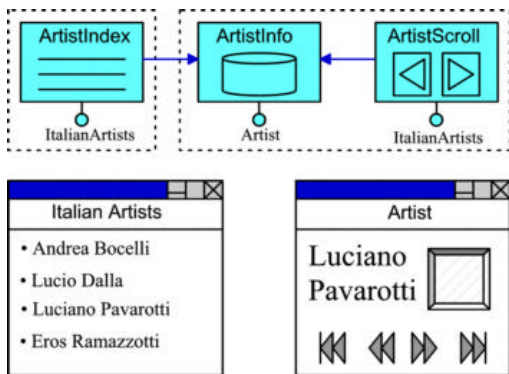 ArtistIndex
ArtistInfo
ArtistScroll
ItalianArtists
Artist
ItalianArtists
Italian Artists
• Andrea Bocelli
• Lucio Dalla
• Luciano Pavarotti
• Eros Ramazzotti
Artist
Luciano
Pavarotti